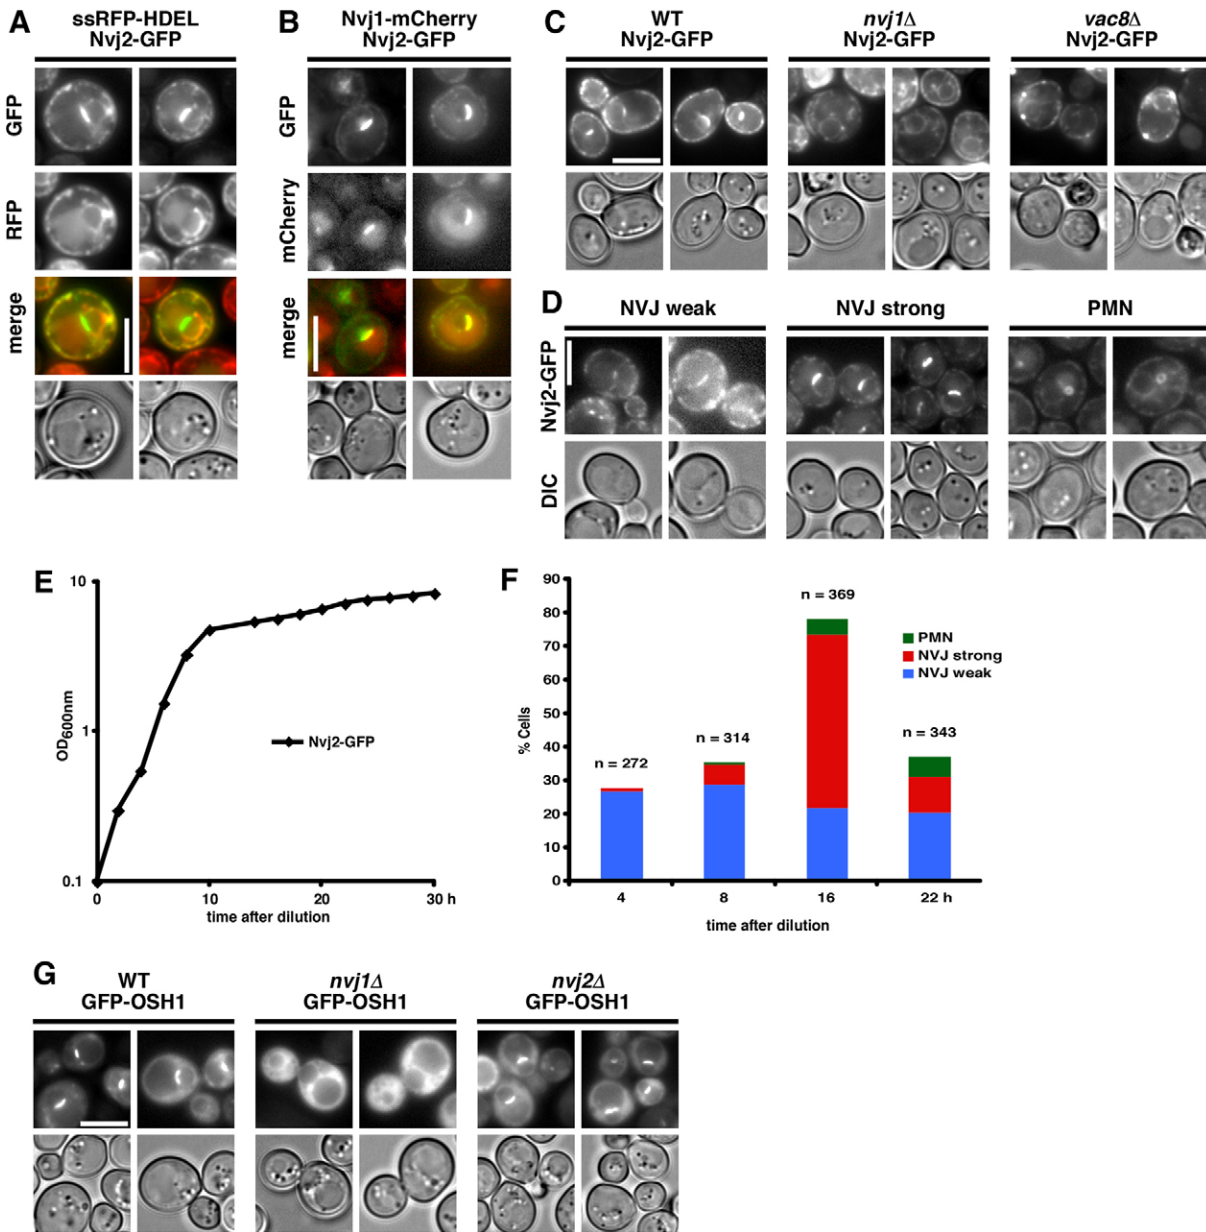 A
ssRFP-HDEL
Nvj2-GFP
GFP
RFP
merge
B
Nvj1-mCherry
Nvj2-GFP
GFP
mCherry
merge
C
WT
Nvj2-GFP
nvj1Δ
Nvj2-GFP
vac8Δ
Nvj2-GFP
D
NVJ weak
NVJ strong
PMN
Nvj2-GFP
DIC
E
10
1
0.1
OD600nm
Nvj2-GFP
0 10 20 30 h
time after dilution
F
90
80
70
60
50
40
30
20
10
0
% Cells
n = 272
n = 314
n = 369
n = 343
PMN
NVJ strong
NVJ weak
4 8 16 22 h
time after dilution
G
WT
GFP-OSH1
nvj1Δ
GFP-OSH1
nvj2Δ
GFP-OSH1